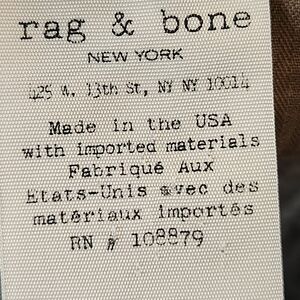 rag & bone
NEW YORK
425 W. 13th St, NY NY 10014
Made in the USA
with imported materials
Fabriqué Aux
Etats-Unis avec des
matériaux importés
RN # 108879